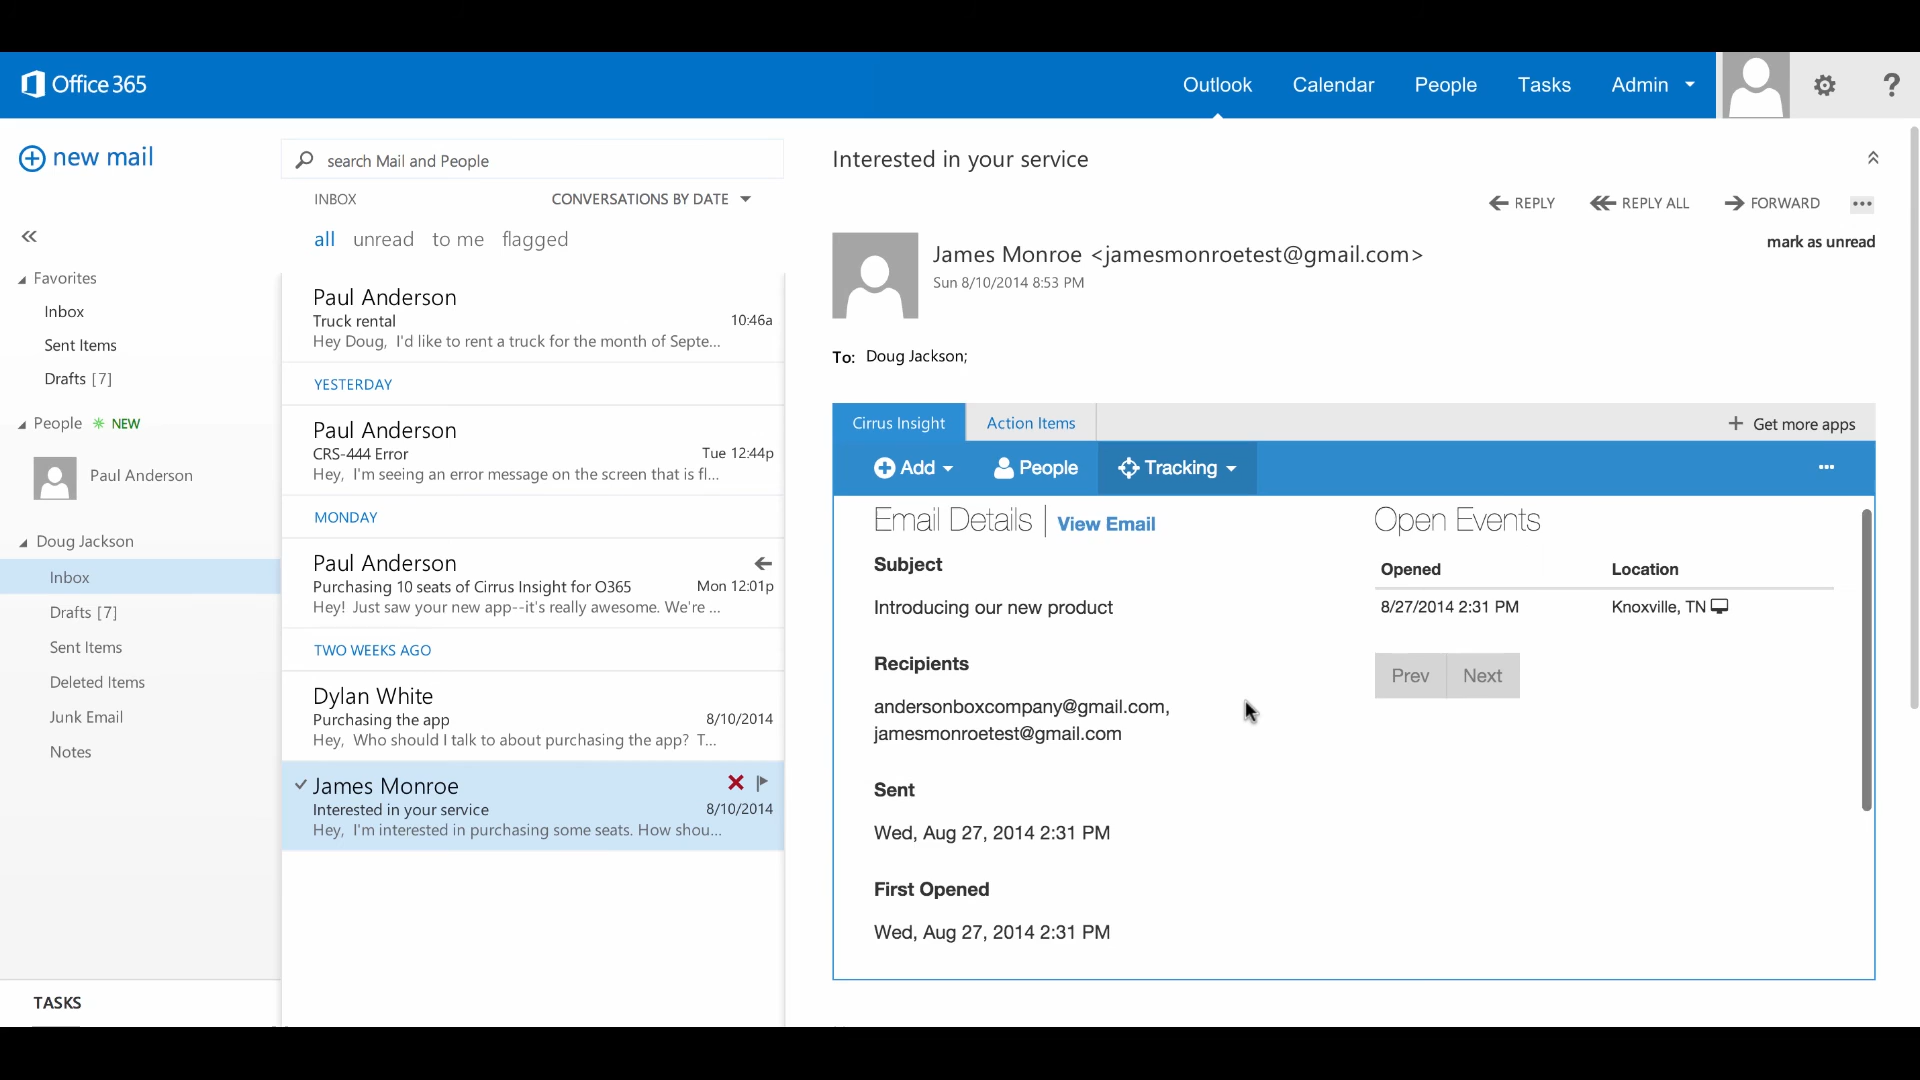 Office 365
Outlook Calendar People Tasks Admin
?
new mail
search Mail and People
INBOX CONVERSATIONS BY DATE
all unread to me flagged
Favorites
Inbox
Sent Items
Drafts [7]
People NEW
Paul Anderson
Doug Jackson
Inbox
Drafts [7]
Sent Items
Deleted Items
Junk Email
Notes
TASKS
Paul Anderson
Truck rental 10:46a
Hey Doug, I'd like to rent a truck for the month of Septe...
YESTERDAY
Paul Anderson
CRS-444 Error Tue 12:44p
Hey, I'm seeing an error message on the screen that is fl...
MONDAY
Paul Anderson
Purchasing 10 seats of Cirrus Insight for O365 Mon 12:01p
Hey! Just saw your new app--it's really awesome. We're ...
TWO WEEKS AGO
Dylan White
Purchasing the app 8/10/2014
Hey, Who should I talk to about purchasing the app? T...
James Monroe
Interested in your service 8/10/2014
Hey, I'm interested in purchasing some seats. How shou...
Interested in your service
REPLY REPLY ALL FORWARD ...
mark as unread
James Monroe <jamesmonroetest@gmail.com>
Sun 8/10/2014 8:53 PM
To: Doug Jackson;
Cirrus Insight Action Items + Get more apps
Add People Tracking ...
Email Details | View Email
Subject
Introducing our new product
Recipients
andersonboxcompany@gmail.com,
jamesmonroetest@gmail.com
Sent
Wed, Aug 27, 2014 2:31 PM
First Opened
Wed, Aug 27, 2014 2:31 PM
Open Events
Opened Location
8/27/2014 2:31 PM Knoxville, TN
Prev Next